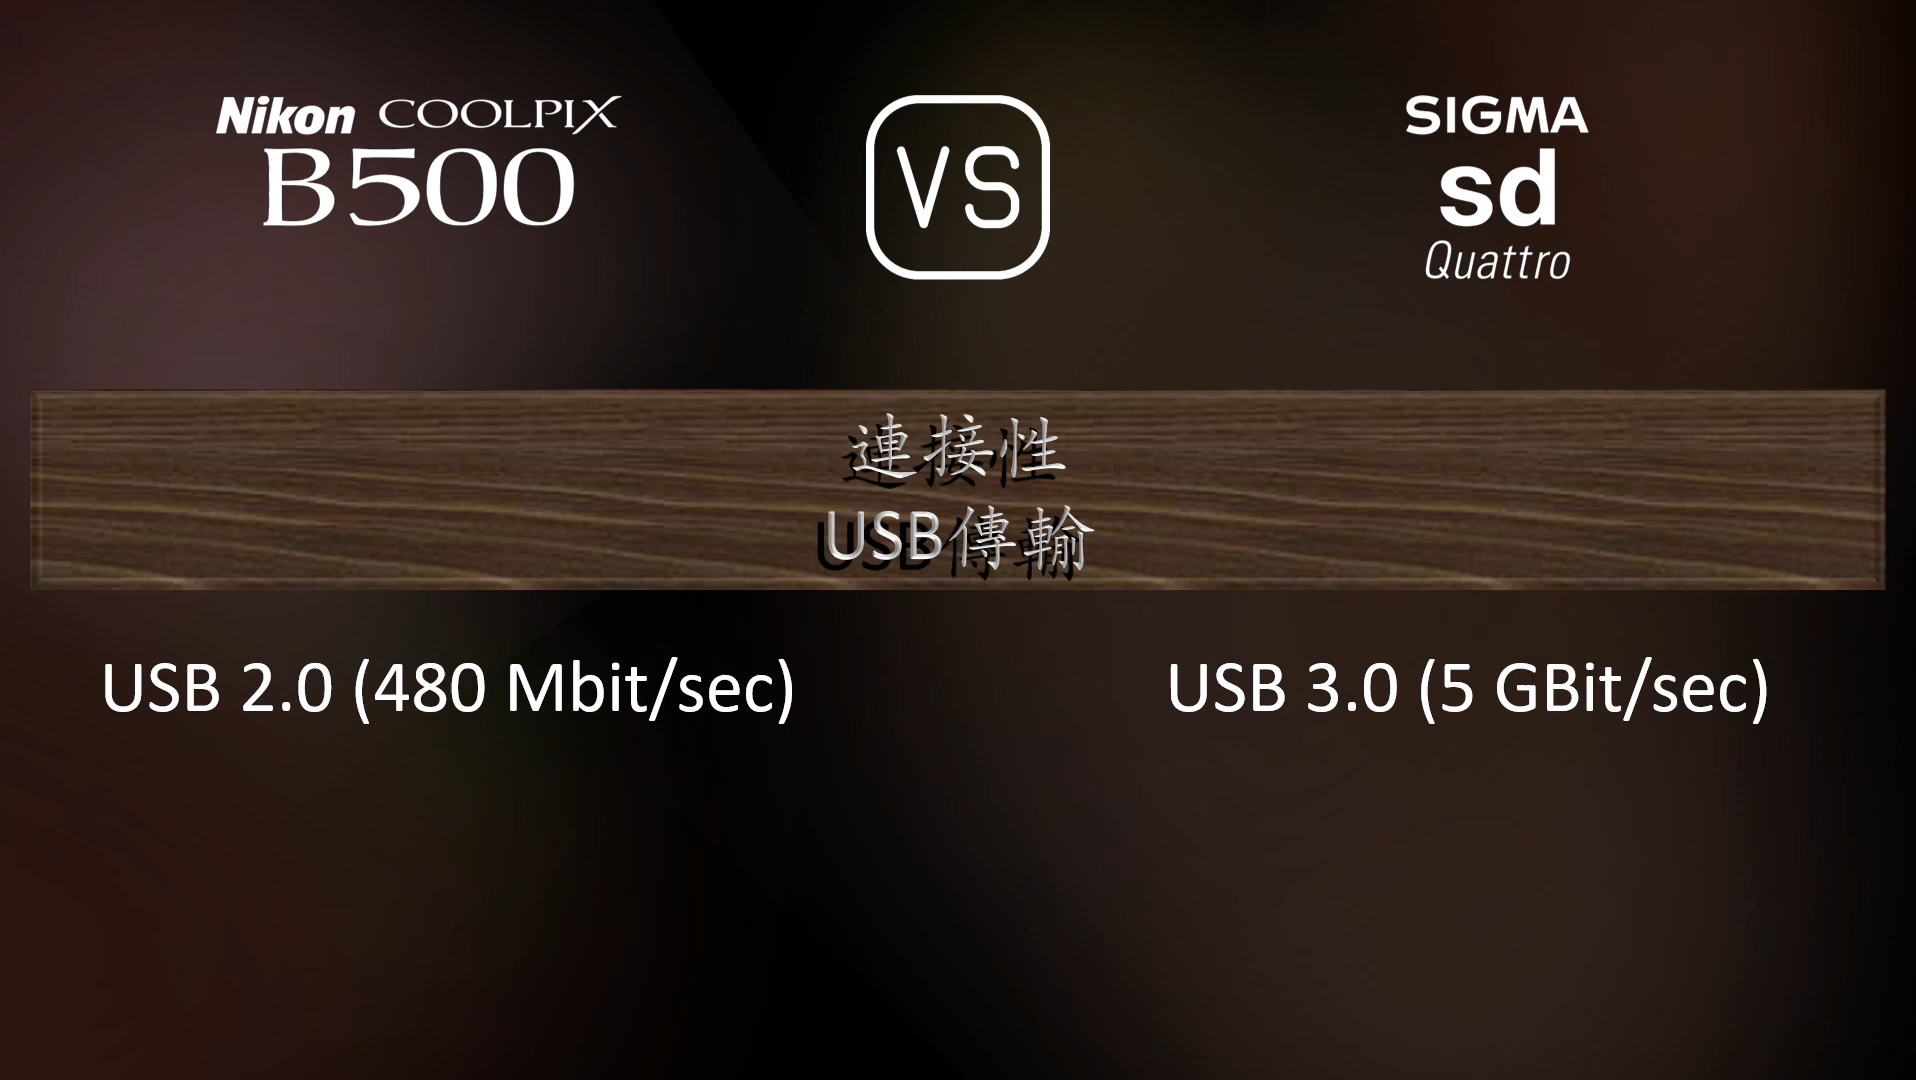 Nikon COOLPIX
B500
VS
SIGMA
sd
Quattro
連接性
USB傳輸
USB 2.0 (480 Mbit/sec)
USB 3.0 (5 GBit/sec)